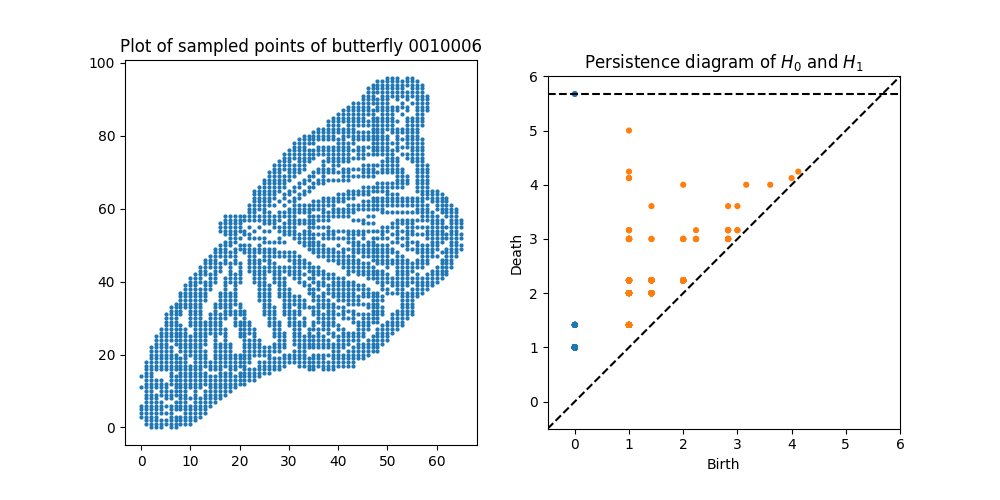 Plot of sampled points of butterfly 0010006
100
80
60
40
20
0
0 10 20 30 40 50 60
Persistence diagram of $H_0$ and $H_1$
6
5
4
3
2
1
0
Death
0 1 2 3 4 5 6
Birth